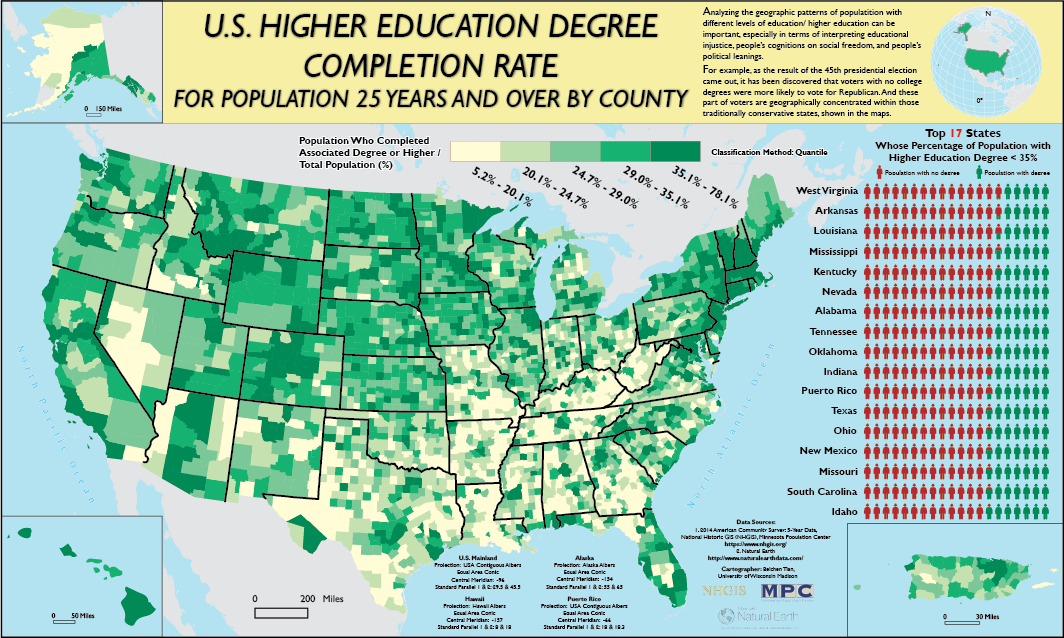 U.S. HIGHER EDUCATION DEGREE
COMPLETION RATE
FOR POPULATION 25 YEARS AND OVER BY COUNTY
Analyzing the geographic patterns of population with
different levels of education/ higher education can be
important, especially in terms of interpreting educational
injustice, people's cognitions on social freedom, and people's
political leanings.
For example, as the result of the 45th presidential election
came out, it has been discovered that voters with no college
degrees were more likely to vote for Republican. And these
part of voters are geographically concentrated within those
traditionally conservative states, shown in the maps.
N
0°
0 150 Miles
Population Who Completed
Associated Degree or Higher /
Total Population (%)
5.2% - 20.1%
20.1% - 24.7%
24.7% - 29.0%
29.0% - 35.1%
35.1% - 78.1%
Classification Method: Quantile
Top 17 States
Whose Percentage of Population with
Higher Education Degree < 35%
Population with no degree
Population with degree
West Virginia
Arkansas
Louisiana
Mississippi
Kentucky
Nevada
Alabama
Tennessee
Oklahoma
Indiana
Puerto Rico
Texas
Ohio
New Mexico
Missouri
South Carolina
Idaho
North Pacific Ocean
North Atlantic Ocean
Data Sources:
1. 2014 American Community Survey: 5-Year Data,
National Historic GIS (NHGIS), Minnesota Population Center
https://www.nhgis.org/
2. Natural Earth
http://www.naturalearthdata.com/
Cartographer: Beichen Tian,
University of Wisconsin Madison
NHGIS
MPC
Natural Earth
U.S. Mainland
Projection: USA Contiguous Albers
Equal Area Conic
Central Meridian: -96
Standard Parallel 1 & 2: 29.5 & 45.5
Alaska
Projection: Alaska Albers
Equal Area Conic
Central Meridian: -154
Standard Parallel 1 & 2: 55 & 65
Hawaii
Projection: Hawaii Albers
Equal Area Conic
Central Meridian: -157
Standard Parallel 1 & 2: 8 & 18
Puerto Rico
Projection: USA Contiguous Albers
Equal Area Conic
Central Meridian: -66
Standard Parallel 1 & 2: 18 & 18.2
0 200 Miles
0 50 Miles
0 30 Miles